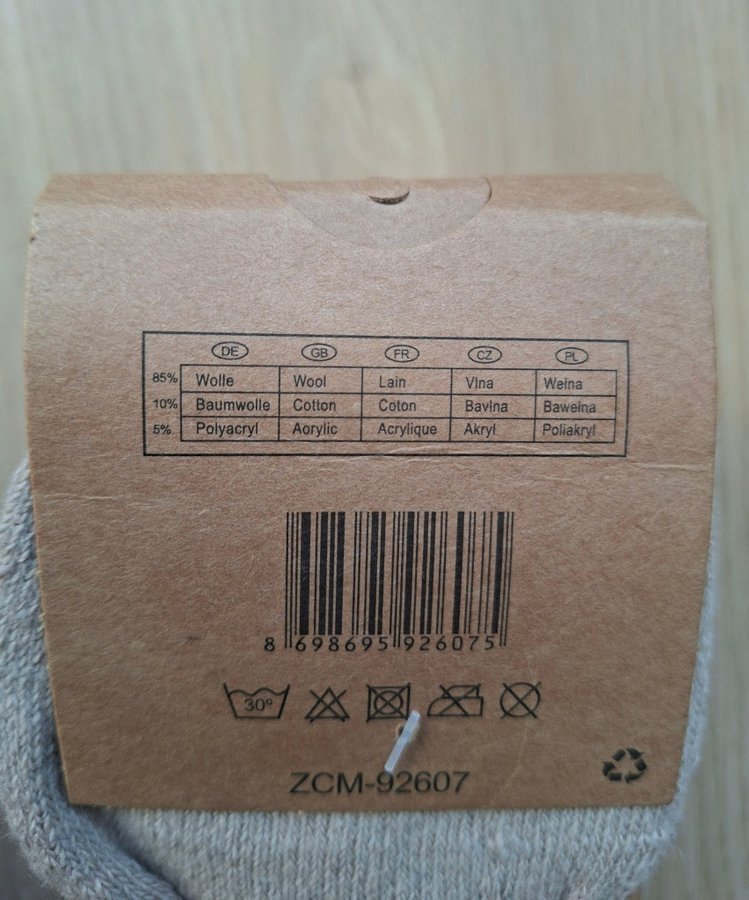 DE GB FR CZ PL
85% Wolle Wool Lain Vlna Wełna
10% Baumwolle Cotton Coton Bavlna Bawełna
5% Polyacryl Aorylic Acrylique Akryl Poliakryl
8 698695 926075
30°
ZCM-92607